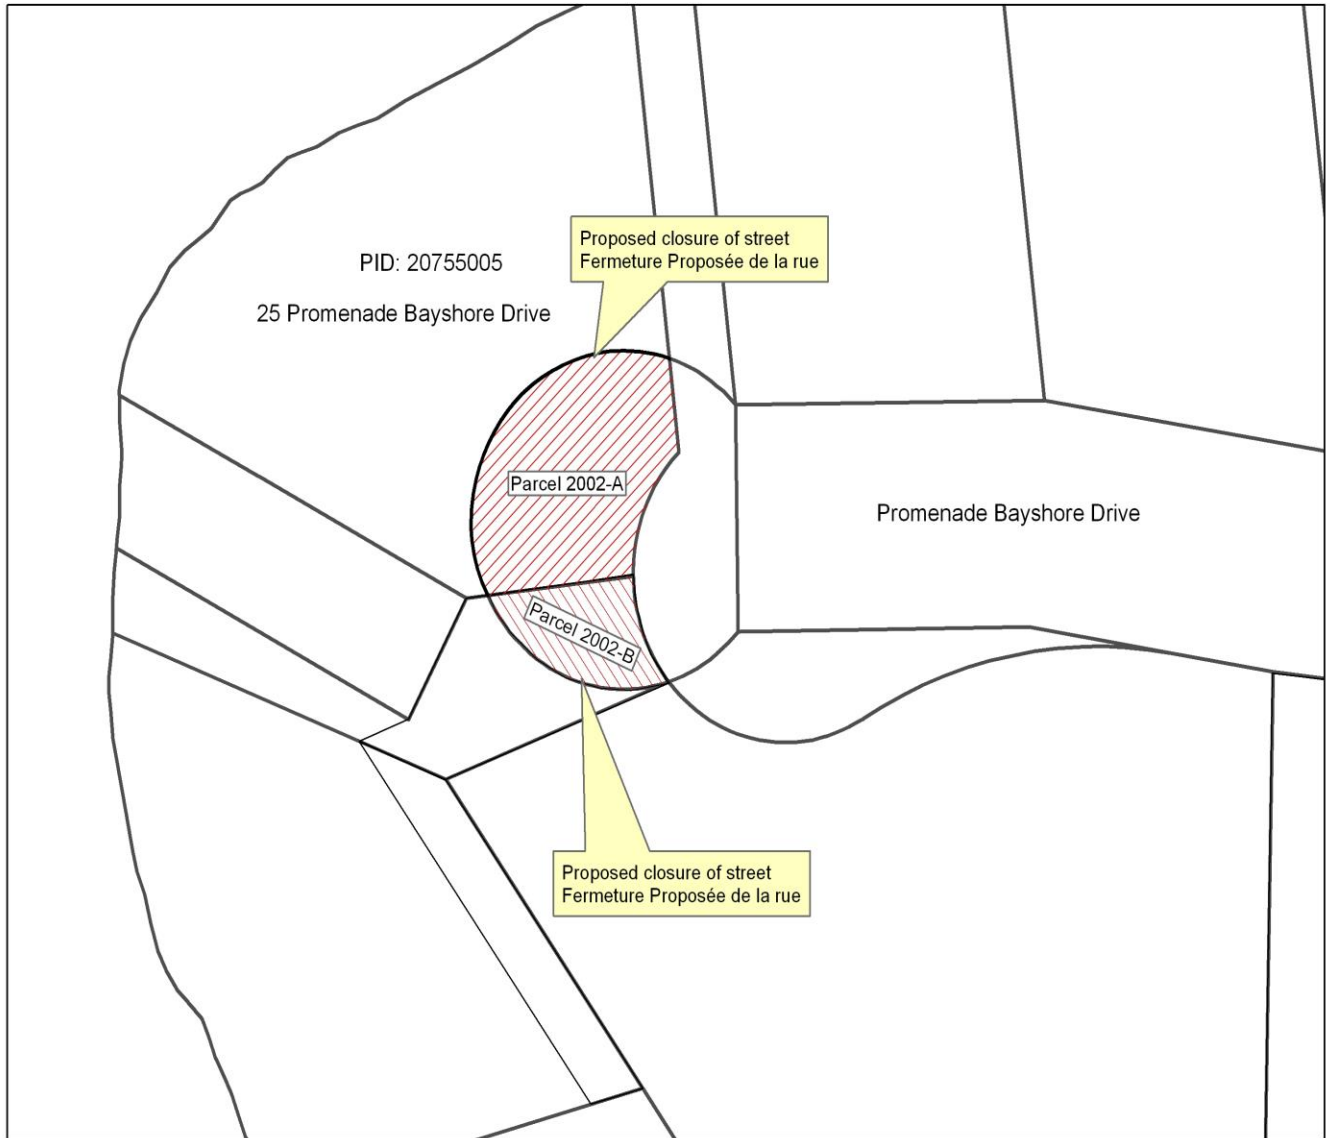 Proposed closure of street
Fermeture Proposée de la rue
PID: 20755005
25 Promenade Bayshore Drive
Parcel 2002-A
Promenade Bayshore Drive
Parcel 2002-B
Proposed closure of street
Fermeture Proposée de la rue